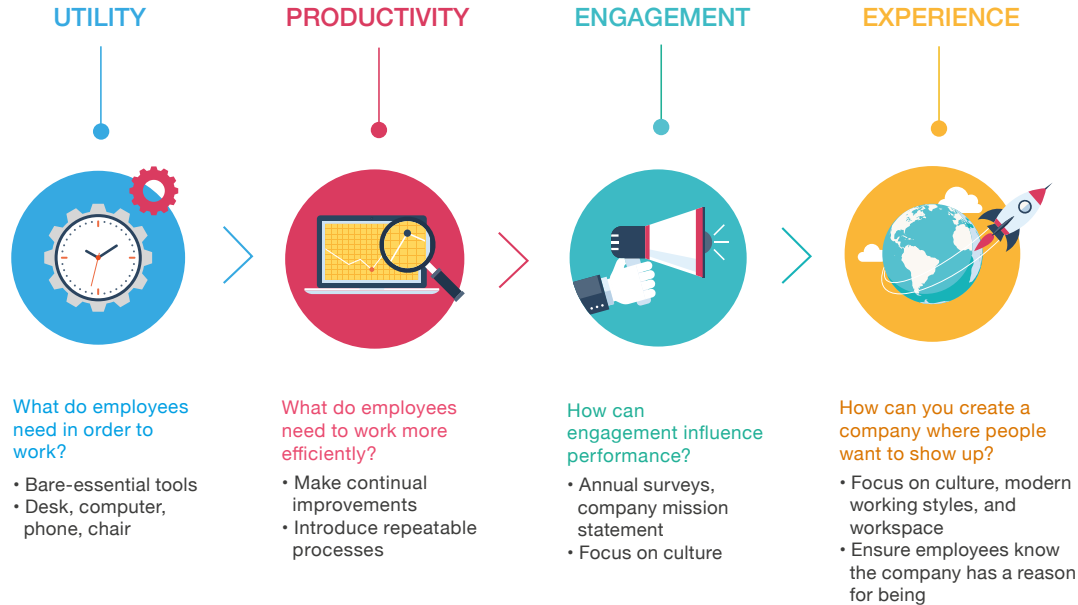 UTILITY
What do employees
need in order to
work?
• Bare-essential tools
• Desk, computer,
phone, chair
PRODUCTIVITY
What do employees
need to work more
efficiently?
• Make continual
improvements
• Introduce repeatable
processes
ENGAGEMENT
How can
engagement influence
performance?
• Annual surveys,
company mission
statement
• Focus on culture
EXPERIENCE
How can you create a
company where people
want to show up?
• Focus on culture, modern
working styles, and
workspace
• Ensure employees know
the company has a reason
for being